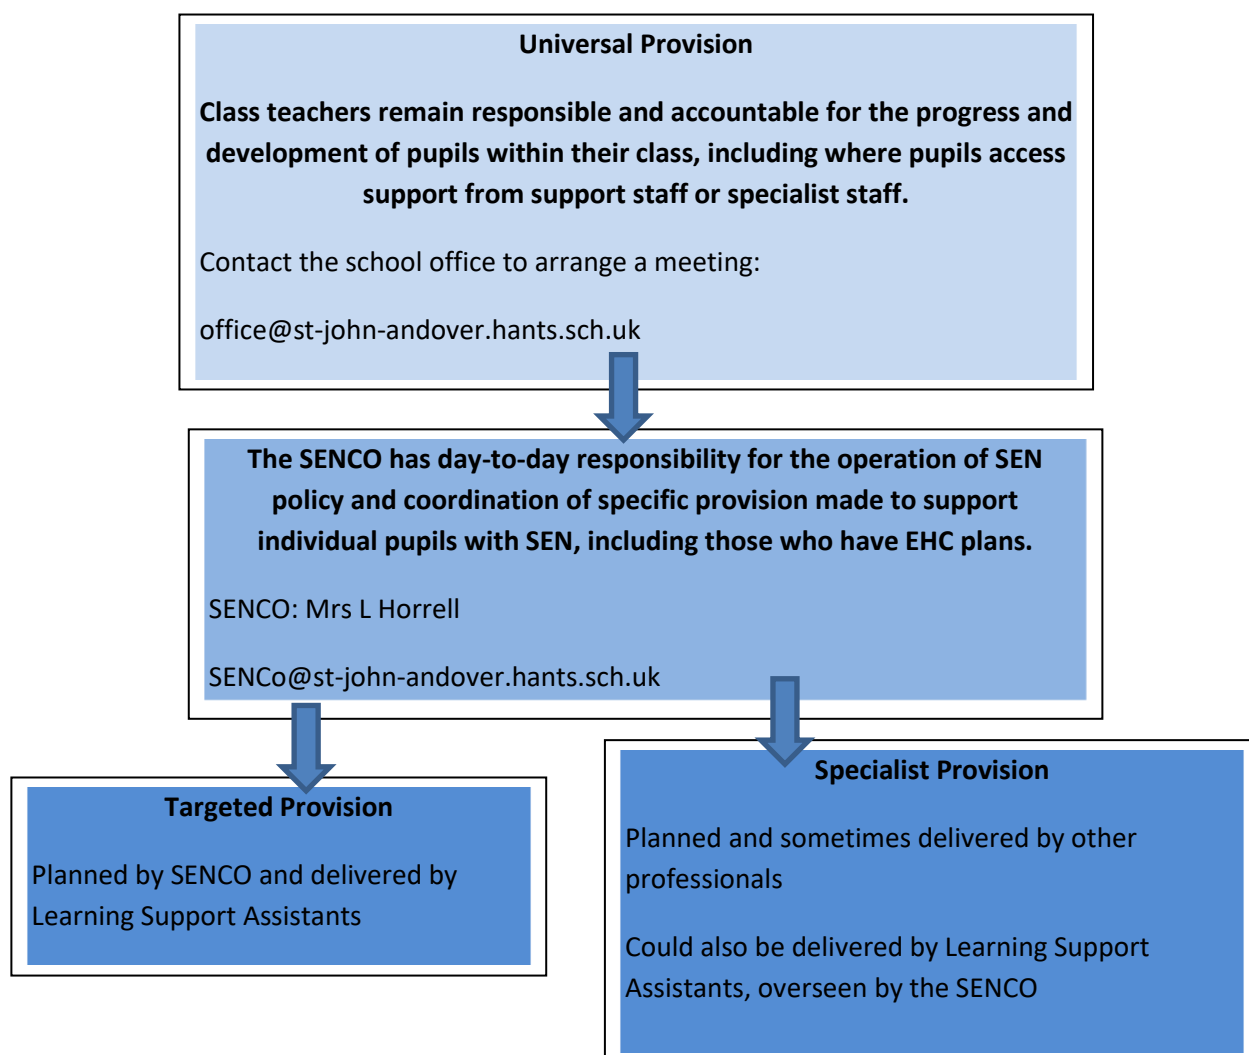 Universal Provision
Class teachers remain responsible and accountable for the progress and
development of pupils within their class, including where pupils access
support from support staff or specialist staff.
Contact the school office to arrange a meeting:
office@st-john-andover.hants.sch.uk
The SENCO has day-to-day responsibility for the operation of SEN
policy and coordination of specific provision made to support
individual pupils with SEN, including those who have EHC plans.
SENCO: Mrs L Horrell
SENCo@st-john-andover.hants.sch.uk
Targeted Provision
Planned by SENCO and delivered by
Learning Support Assistants
Specialist Provision
Planned and sometimes delivered by other
professionals
Could also be delivered by Learning Support
Assistants, overseen by the SENCO